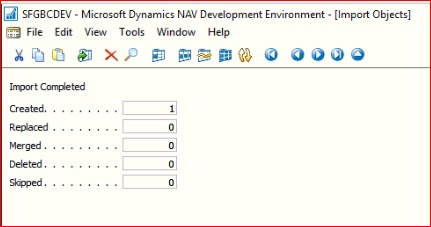 SFGBCDEV - Microsoft Dynamics NAV Development Environment - [Import Objects]
File Edit View Tools Window Help
Import Completed
Created. . . . . . . . . 1
Replaced . . . . . . . . 0
Merged . . . . . . . . . 0
Deleted . . . . . . . . . 0
Skipped. . . . . . . . . 0